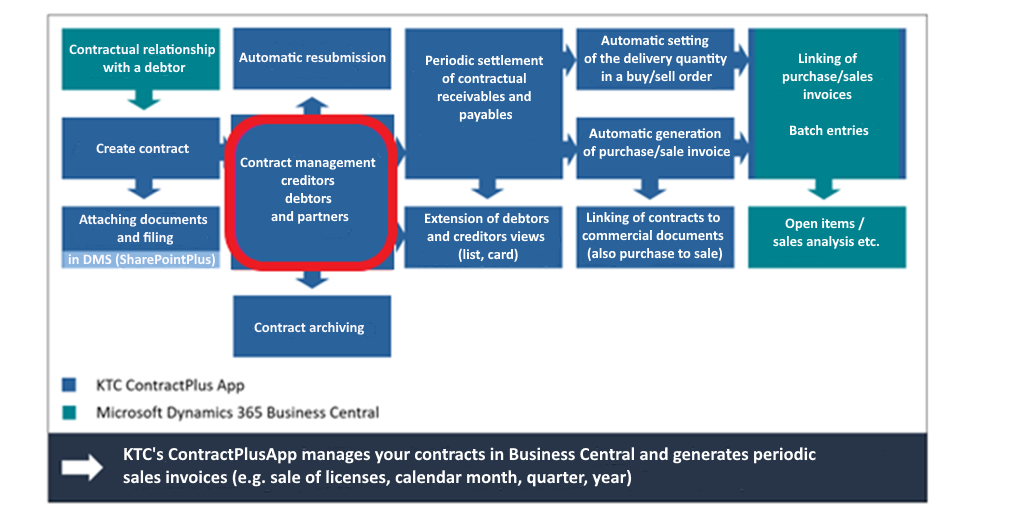 Contractual relationship
with a debtor
Automatic resubmission
Periodic settlement
of contractual
receivables and
payables
Automatic setting
of the delivery quantity
in a buy/sell order
Linking of
purchase/sales
invoices
Batch entries
Create contract
Contract management
creditors
debtors
and partners
Automatic generation
of purchase/sale invoice
Attaching documents
and filing
in DMS (SharePointPlus)
Extension of debtors
and creditors views
(list, card)
Linking of contracts to
commercial documents
(also purchase to sale)
Open items /
sales analysis etc.
Contract archiving
KTC ContractPlus App
Microsoft Dynamics 365 Business Central
KTC's ContractPlusApp manages your contracts in Business Central and generates periodic
sales invoices (e.g. sale of licenses, calendar month, quarter, year)